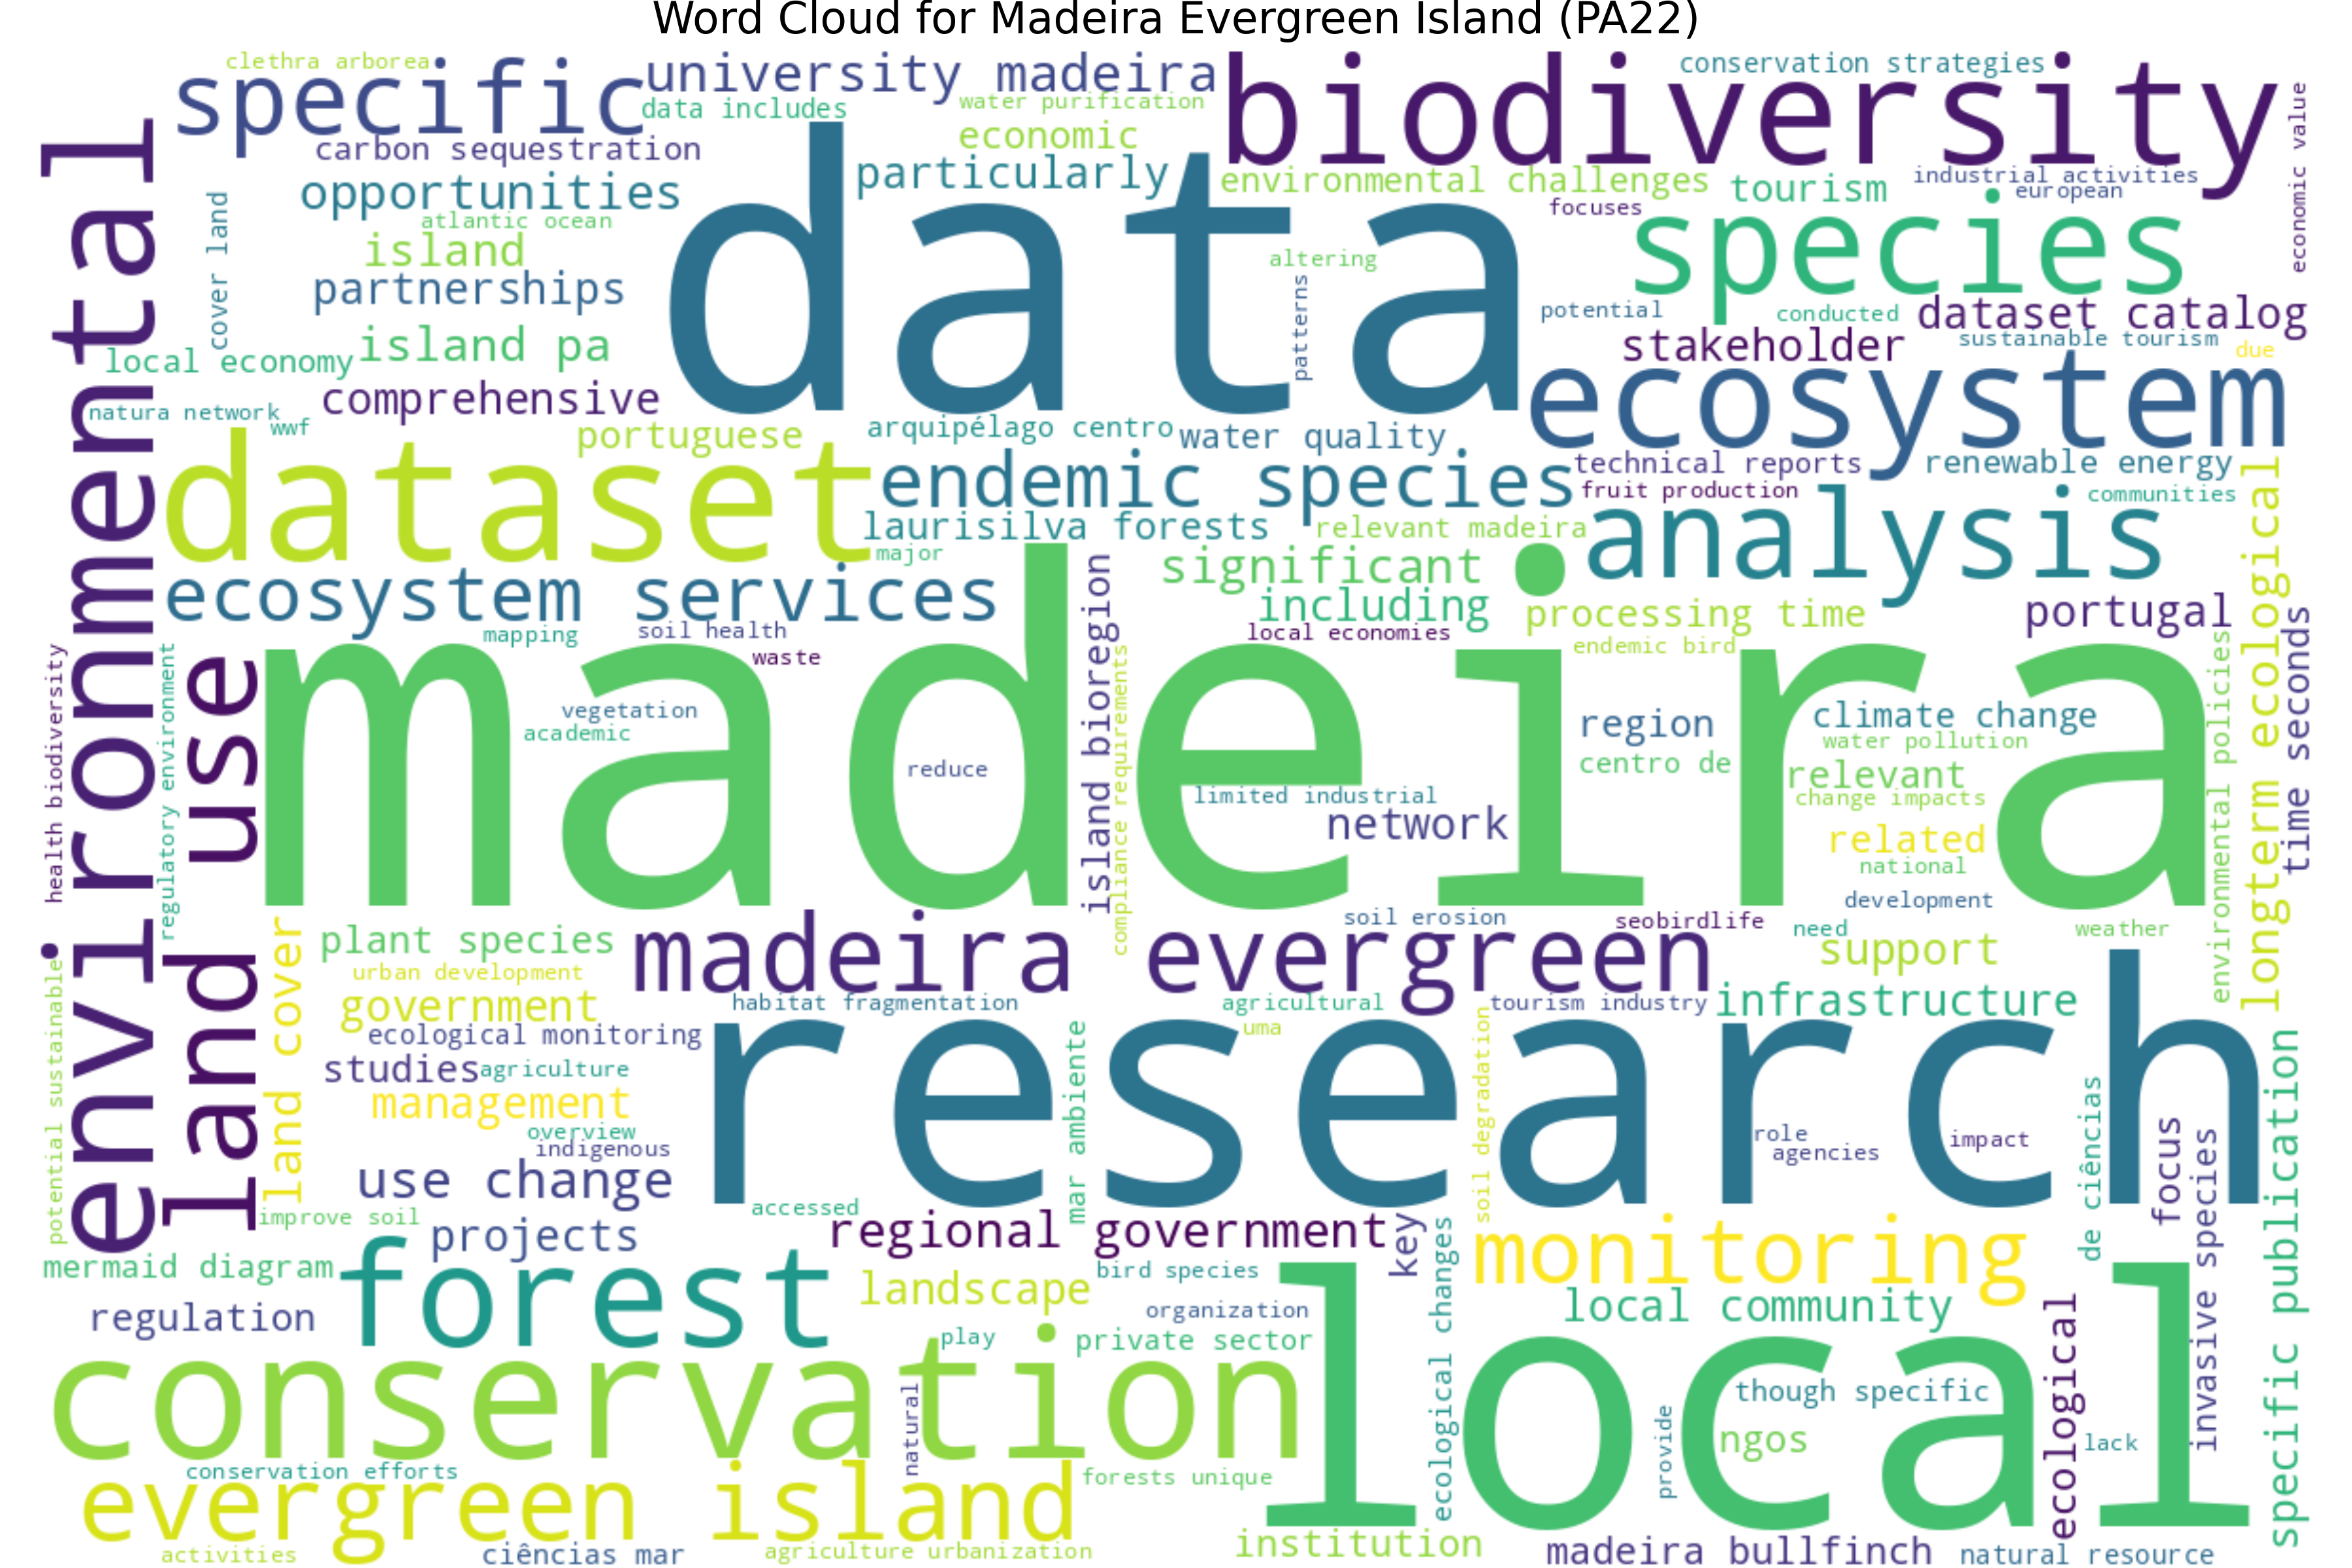 Word Cloud for Madeira Evergreen Island (PA22)
clethra arborea
specific
university madeira
biodiversity
conservation strategies
economic value
data includes
water purification
economic
carbon sequestration
particularly
environmental challenges
tourism
industrial activities
european
focuses
opportunities
data
species
environmental
cover land
atlantic ocean
island
altering
patterns
partnerships
potential
conducted
dataset catalog
island pa
stakeholder
sustainable tourism
due
local economy
comprehensive
ecosystem
natura network
wwf
portuguese
arquipélago centro
water quality
dataset
endemic species
technical reports
renewable energy
fruit production
communities
laurisilva forests
relevant madeira
analysis
major
significant
longterm ecological
ecosystem services
including
processing time
portugal
mapping
soil health
local economies
endemic bird
waste
island bioregion
compliance requirements
health biodiversity
regulatory environment
land use
madeira
vegetation
academic
reduce
region
climate change
water pollution
centro de
relevant
limited industrial
change impacts
network
related
national
development
environmental policies
time seconds
land cover
plant species
madeira evergreen
soil erosion
seobirdlife
need
weather
support
urban development
government
habitat fragmentation
agricultural
tourism industry
infrastructure
uma
ecological monitoring
research
studies
agriculture
mar ambiente
soil degradation
management
overview
indigenous
role
agencies
impact
de ciências
focus
invasive species
specific publication
potential sustainable
use change
accessed
improve soil
projects
regional government
key
ecological changes
monitoring
mermaid diagram
forest
landscape
bird species
local community
regulation
organization
play
private sector
conservation
local
natural
though specific
ngos
provide
ecological
lack
conservation efforts
forests unique
evergreen island
institution
activities
ciências mar
agriculture urbanization
madeira bullfinch
natural resource